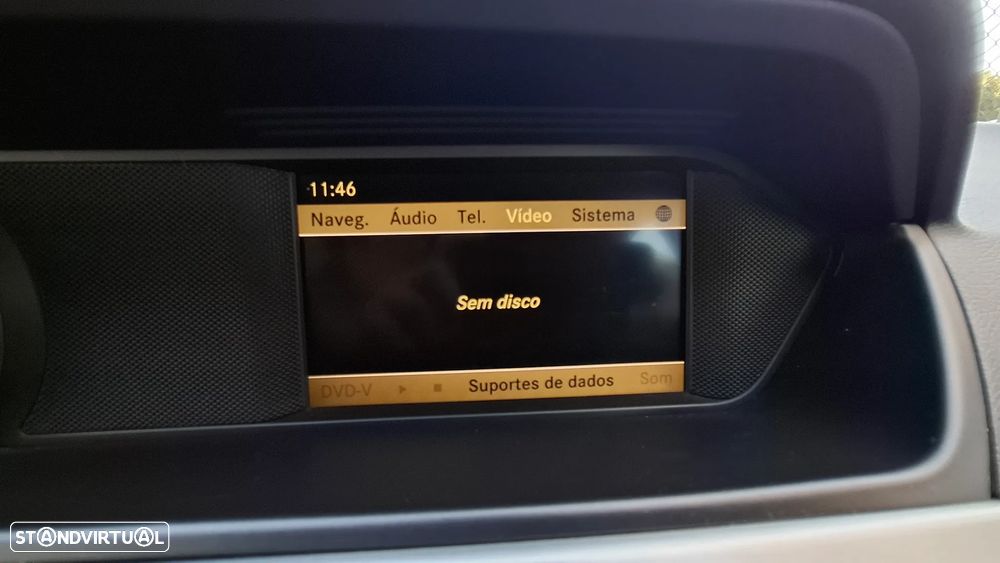 11:46
Naveg. Áudio Tel. Vídeo Sistema
Sem disco
DVD-V Suportes de dados Som
STANDVIRTUAL